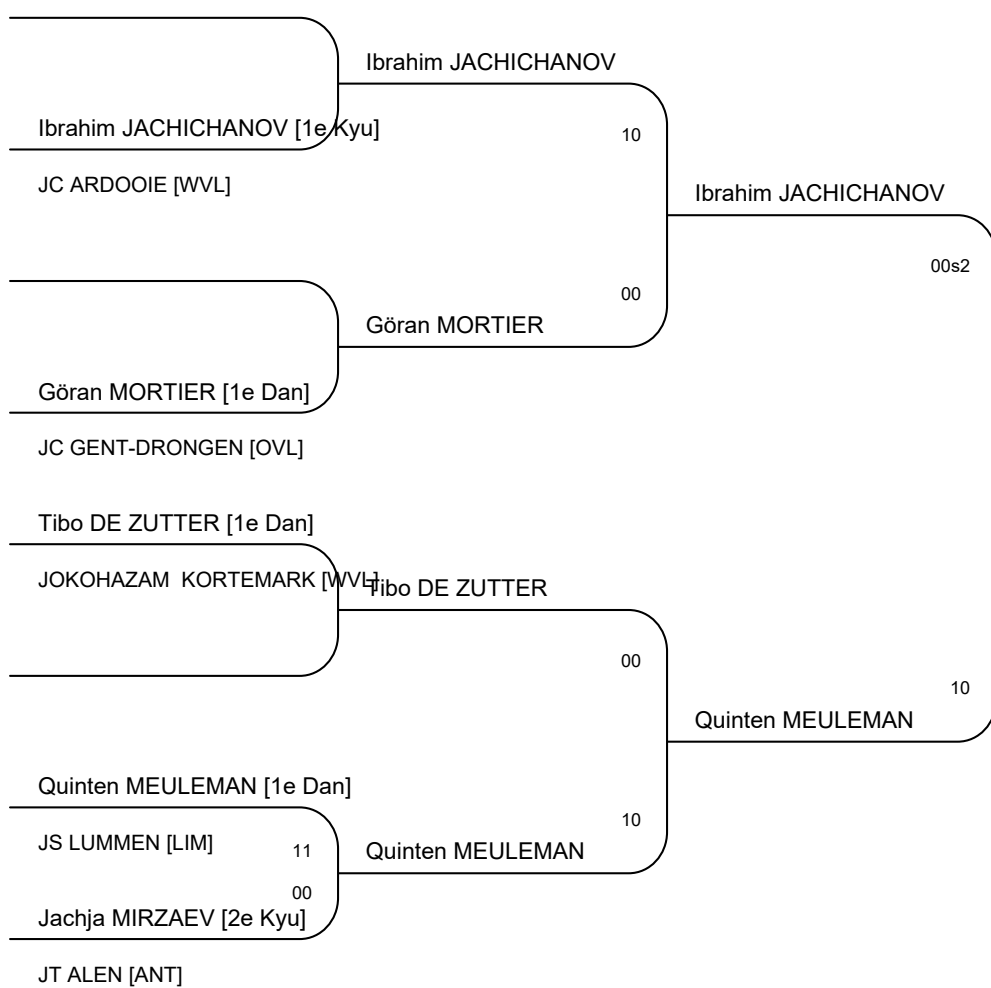 Ibrahim JACHICHANOV
Ibrahim JACHICHANOV [1e Kyu]
10
JC ARDOOIE [WVL]
Ibrahim JACHICHANOV
00s2
00
Göran MORTIER
Göran MORTIER [1e Dan]
JC GENT-DRONGEN [OVL]
Tibo DE ZUTTER [1e Dan]
JOKOHAZAM KORTEMARK [WVL]
Tibo DE ZUTTER
00
10
Quinten MEULEMAN
Quinten MEULEMAN [1e Dan]
10
JS LUMMEN [LIM]
11
Quinten MEULEMAN
00
Jachja MIRZAEV [2e Kyu]
JT ALEN [ANT]